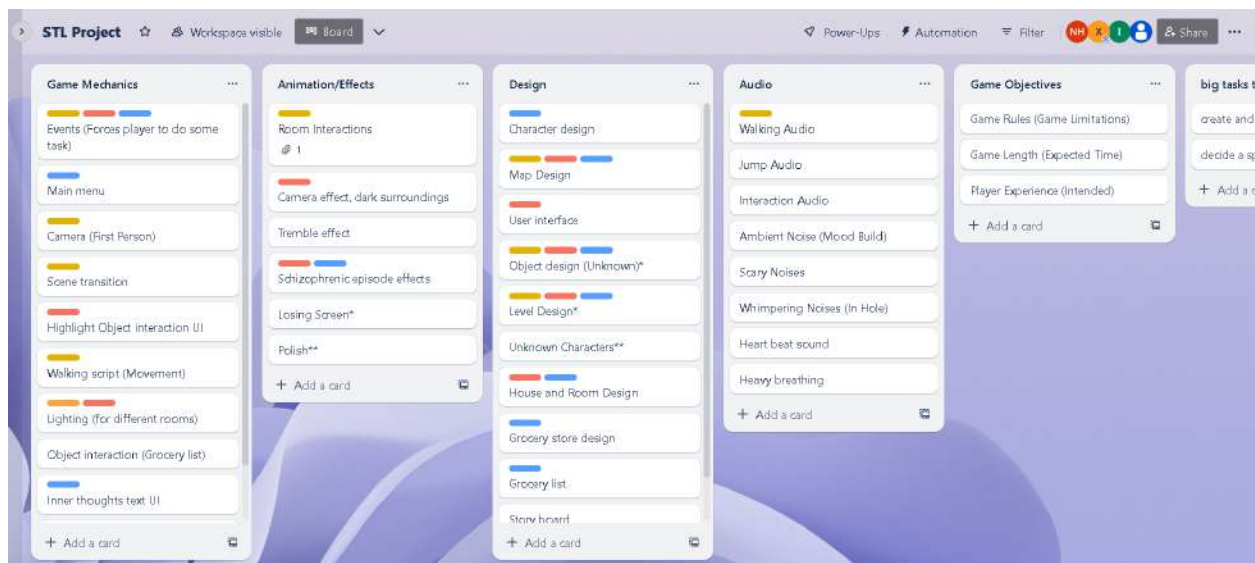 STL Project
Workspace visible
Board
Power-Ups
Automation
Filter
NH
X
I
Share
Game Mechanics
Events (Forces player to do some
task)
Main menu
Camera (First Person)
Scene transition
Highlight Object interaction UI
Walking script (Movement)
Lighting (for different rooms)
Object interaction (Grocery list)
Inner thoughts text UI
+ Add a card
Animation/Effects
Room Interactions
1
Camera effect, dark surroundings
Tremble effect
Schizophrenic episode effects
Losing Screen*
Polish**
+ Add a card
Design
Character design
Map Design
User interface
Object design (Unknown)*
Level Design*
Unknown Characters**
House and Room Design
Grocery store design
Grocery list
Story board
+ Add a card
Audio
Walking Audio
Jump Audio
Interaction Audio
Ambient Noise (Mood Build)
Scary Noises
Whimpering Noises (In Hole)
Heart beat sound
Heavy breathing
+ Add a card
Game Objectives
Game Rules (Game Limitations)
Game Length (Expected Time)
Player Experience (Intended)
+ Add a card
big tasks t
create and
decide a sp
+ Add a c